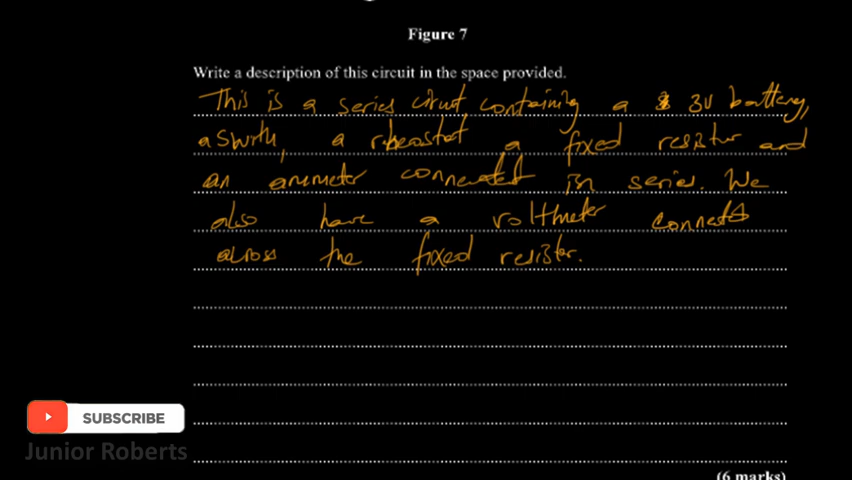 Figure 7
Write a description of this circuit in the space provided.
This is a series circut containing a 3V battery,
a switch, a rheostat a fixed resistor and
an ammeter connected in series. We
also have a voltmeter connect
across the fixed resistor.
SUBSCRIBE
Junior Roberts
(6 marks)